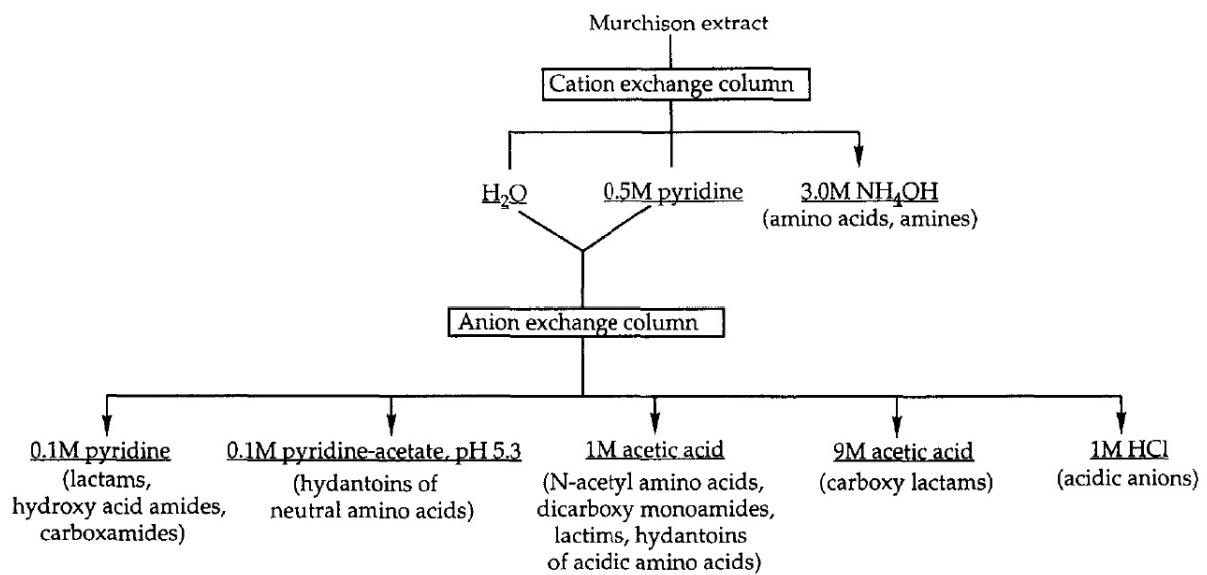 Murchison extract
Cation exchange column
H₂O
0.5M pyridine
3.0M NH₄OH
(amino acids, amines)
Anion exchange column
0.1M pyridine
(lactams,
hydroxy acid amides,
carboxamides)
0.1M pyridine-acetate, pH 5.3
(hydantoins of
neutral amino acids)
1M acetic acid
(N-acetyl amino acids,
dicarboxy monoamides,
lactims, hydantoins
of acidic amino acids)
9M acetic acid
(carboxy lactams)
1M HCl
(acidic anions)